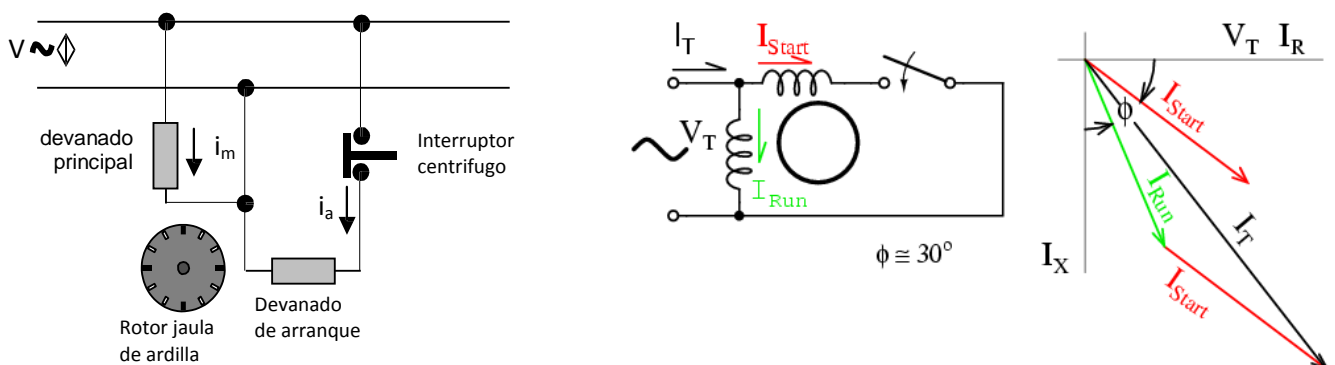 V
devanado
principal
i_m
Interruptor
centrifugo
i_a
Rotor jaula
de ardilla
Devanado
de arranque
I_T
I_Start
V_T
I_Run
ϕ ≅ 30°
V_T I_R
I_Start
ϕ
I_Run
I_T
I_X
I_Start